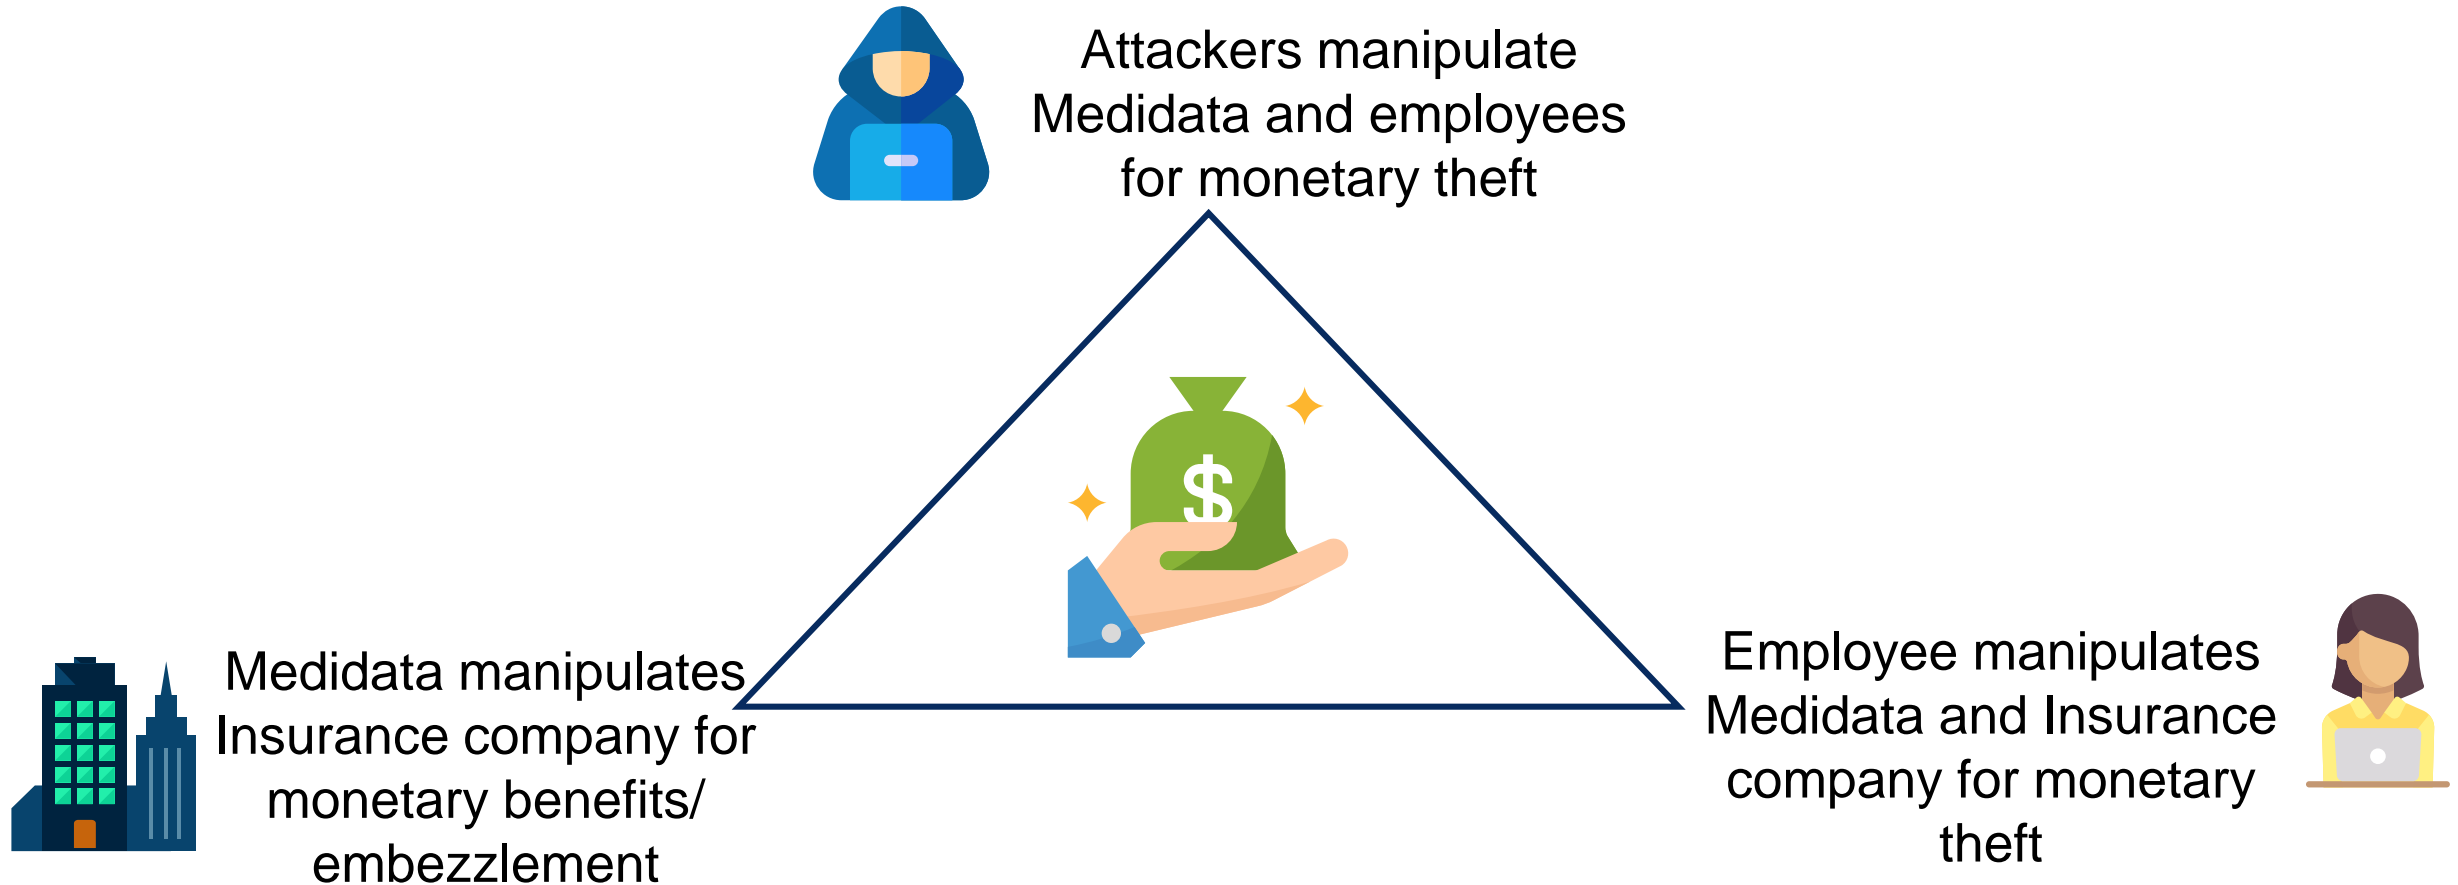 Attackers manipulate
Medidata and employees
for monetary theft
$
Medidata manipulates
Insurance company for
monetary benefits/
embezzlement
Employee manipulates
Medidata and Insurance
company for monetary
theft